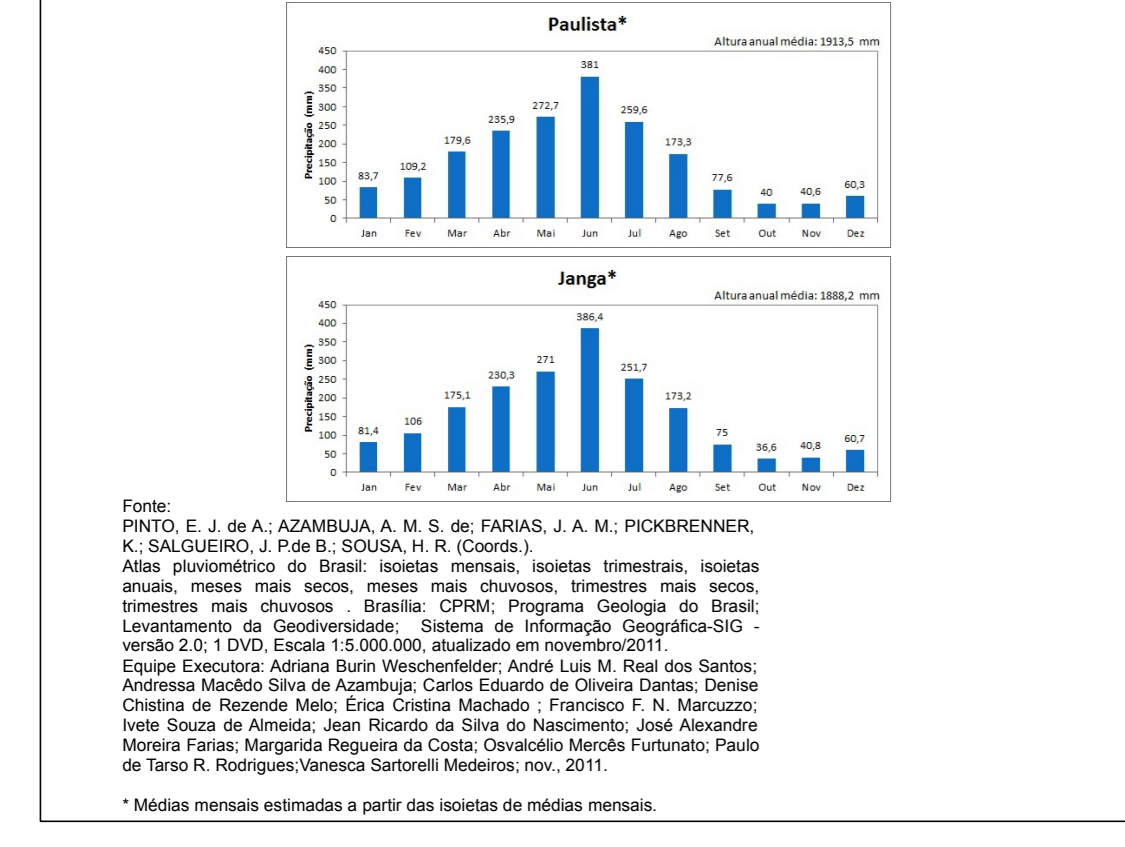 Paulista*
Altura anual média: 1913,5 mm
Precipitação (mm)
450
400
350
300
250
200
150
100
50
0
83,7
109,2
179,6
235,9
272,7
381
259,6
173,3
77,6
40
40,6
60,3
Jan Fev Mar Abr Mai Jun Jul Ago Set Out Nov Dez
Janga*
Altura anual média: 1888,2 mm
Precipitação (mm)
450
400
350
300
250
200
150
100
50
0
81,4
106
175,1
230,3
271
386,4
251,7
173,2
75
36,6
40,8
60,7
Jan Fev Mar Abr Mai Jun Jul Ago Set Out Nov Dez
Fonte:
PINTO, E. J. de A.; AZAMBUJA, A. M. S. de; FARIAS, J. A. M.; PICKBRENNER,
K.; SALGUEIRO, J. P.de B.; SOUSA, H. R. (Coords.).
Atlas pluviométrico do Brasil: isoietas mensais, isoietas trimestrais, isoietas
anuais, meses mais secos, meses mais chuvosos, trimestres mais secos,
trimestres mais chuvosos . Brasília: CPRM; Programa Geologia do Brasil;
Levantamento da Geodiversidade; Sistema de Informação Geográfica-SIG -
versão 2.0; 1 DVD, Escala 1:5.000.000, atualizado em novembro/2011.
Equipe Executora: Adriana Burin Weschenfelder; André Luis M. Real dos Santos;
Andressa Macêdo Silva de Azambuja; Carlos Eduardo de Oliveira Dantas; Denise
Chistina de Rezende Melo; Érica Cristina Machado ; Francisco F. N. Marcuzzo;
Ivete Souza de Almeida; Jean Ricardo da Silva do Nascimento; José Alexandre
Moreira Farias; Margarida Regueira da Costa; Osvalcélio Mercês Furtunato; Paulo
de Tarso R. Rodrigues;Vanesca Sartorelli Medeiros; nov., 2011.
* Médias mensais estimadas a partir das isoietas de médias mensais.